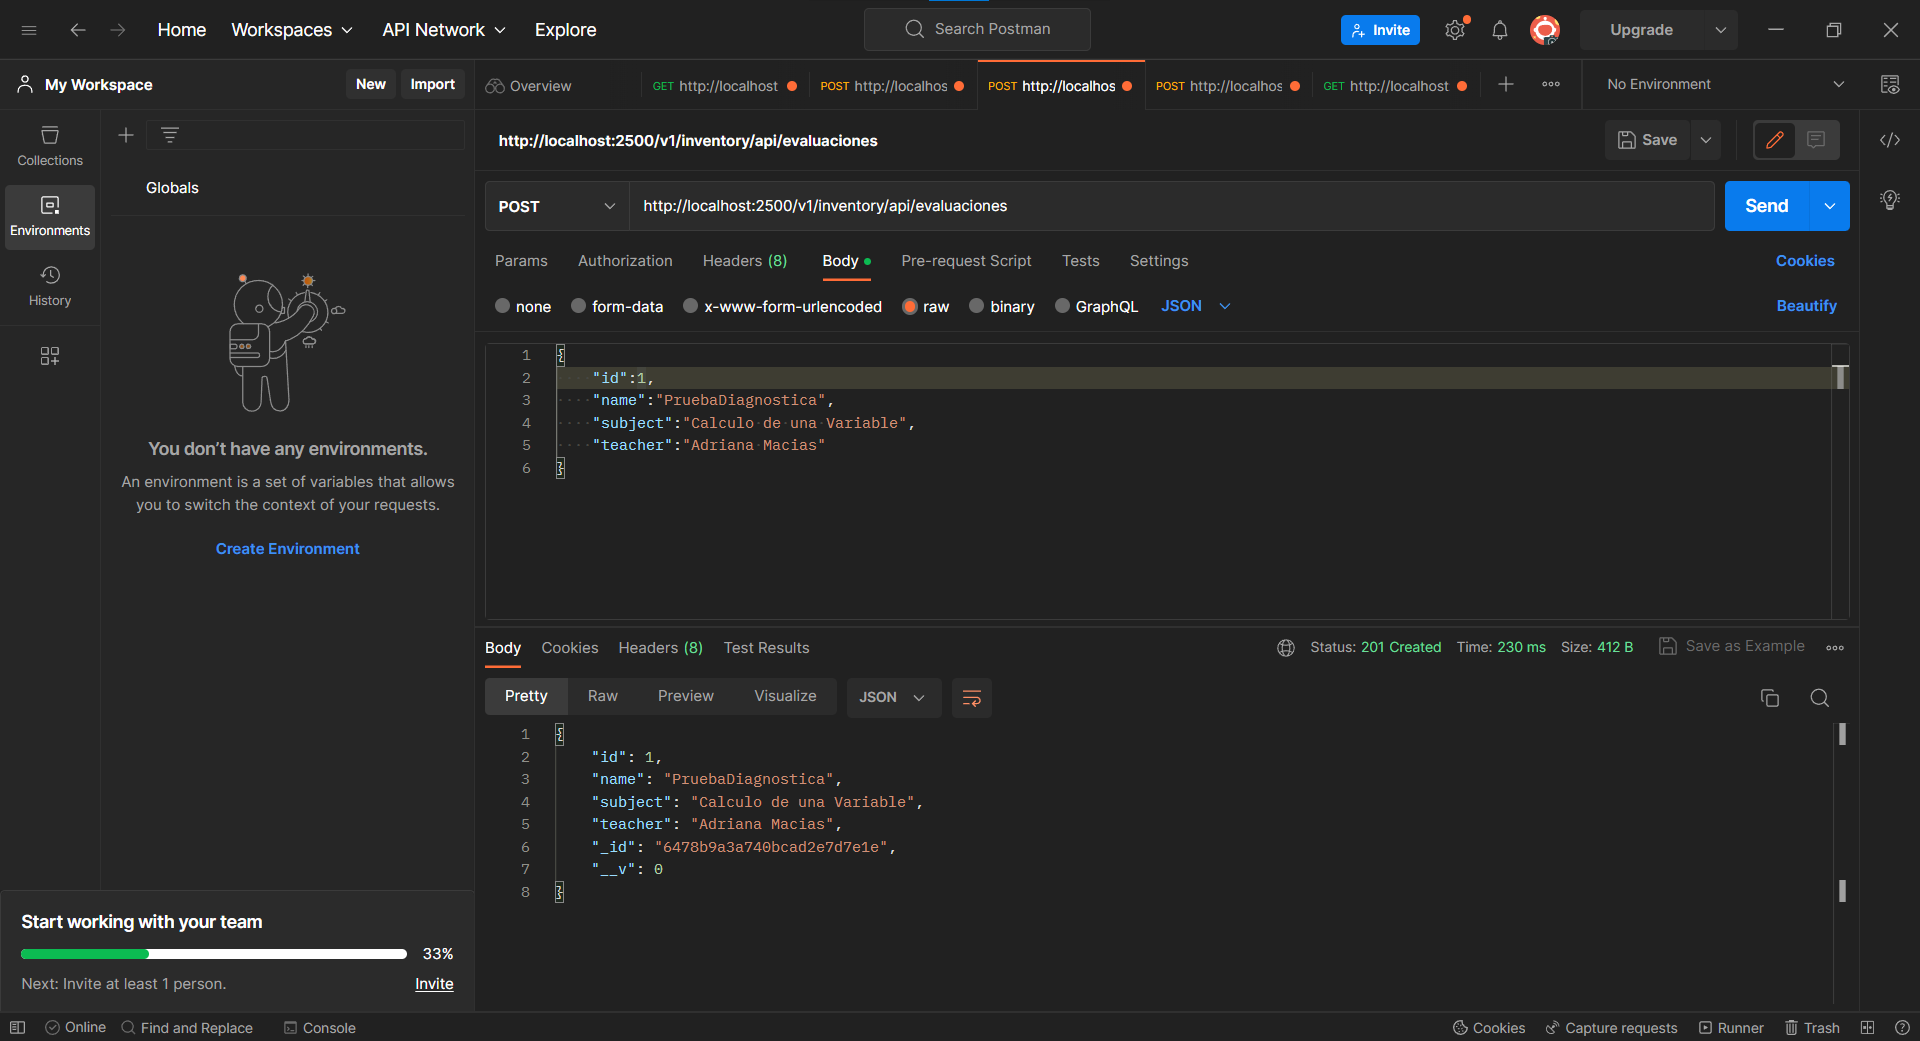 Home Workspaces API Network Explore
Search Postman
Invite
Upgrade
My Workspace
New Import
Overview
GET http://localhost
POST http://localhos
POST http://localhos
POST http://localhos
GET http://localhost
No Environment
Collections
Environments
History
Globals
You don't have any environments.
An environment is a set of variables that allows
you to switch the context of your requests.
Create Environment
Start working with your team
33%
Next: Invite at least 1 person.
Invite
http://localhost:2500/v1/inventory/api/evaluaciones
Save
POST http://localhost:2500/v1/inventory/api/evaluaciones
Send
Params Authorization Headers (8) Body Pre-request Script Tests Settings
Cookies
none form-data x-www-form-urlencoded raw binary GraphQL JSON
Beautify
1 {
2 "id":1,
3 "name":"PruebaDiagnostica",
4 "subject":"Calculo de una Variable",
5 "teacher":"Adriana Macias"
6 }
Body Cookies Headers (8) Test Results
Status: 201 Created Time: 230 ms Size: 412 B Save as Example
Pretty Raw Preview Visualize JSON
1 {
2 "id": 1,
3 "name": "PruebaDiagnostica",
4 "subject": "Calculo de una Variable",
5 "teacher": "Adriana Macias",
6 "_id": "6478b9a3a740bcad2e7d7e1e",
7 "__v": 0
8 }
Online Find and Replace Console
Cookies Capture requests Runner Trash